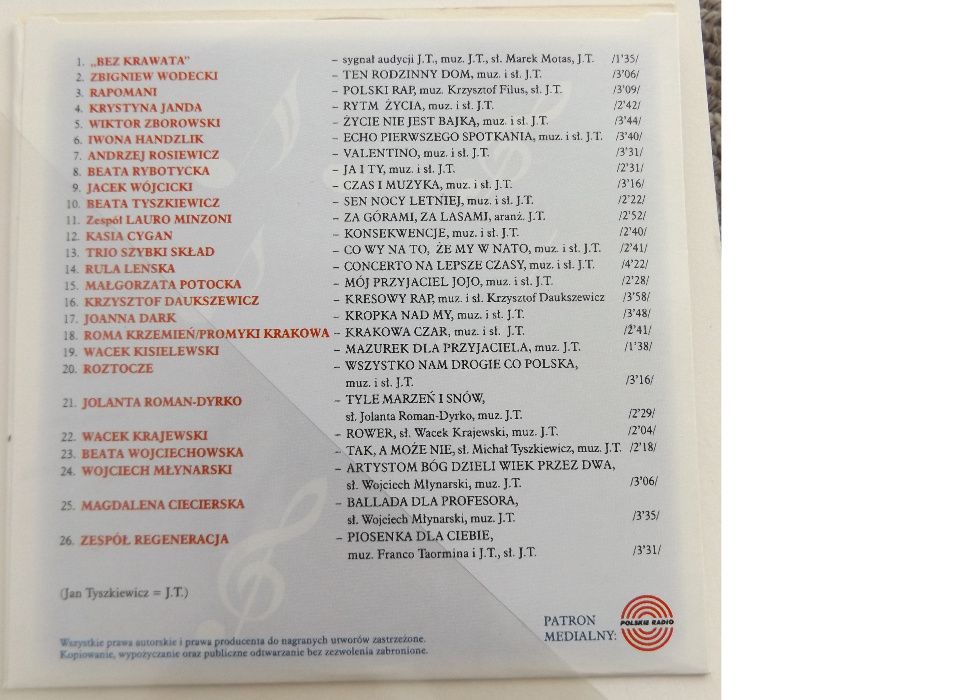 1. „BEZ KRAWATA” – sygnał audycji J.T., muz. J.T., sł. Marek Motas, J.T. /1'35/
2. ZBIGNIEW WODECKI – TEN RODZINNY DOM, muz. i sł. J.T. /3'06/
3. RAPOMANI – POLSKI RAP, muz. Krzysztof Filus, sł. J.T. /3'09/
4. KRYSTYNA JANDA – RYTM ŻYCIA, muz. i sł. J.T. /2'42/
5. WIKTOR ZBOROWSKI – ŻYCIE NIE JEST BAJKĄ, muz. i sł. J.T. /3'44/
6. IWONA HANDZLIK – ECHO PIERWSZEGO SPOTKANIA, muz. i sł. J.T. /3'40/
7. ANDRZEJ ROSIEWICZ – VALENTINO, muz. i sł. J.T. /3'31/
8. BEATA RYBOTYCKA – JA I TY, muz. i sł. J.T. /2'31/
9. JACEK WÓJCICKI – CZAS I MUZYKA, muz. i sł. J.T. /3'16/
10. BEATA TYSZKIEWICZ – SEN NOCY LETNIEJ, muz. i sł. J.T. /2'22/
11. Zespół LAURO MINZONI – ZA GÓRAMI, ZA LASAMI, aranż. J.T. /2'52/
12. KASIA CYGAN – KONSEKWENCJE, muz. i sł. J.T. /2'40/
13. TRIO SZYBKI SKŁAD – CO WY NA TO, ŻE MY W NATO, muz. i sł. J.T. /2'41/
14. RULA LENSKA – CONCERTO NA LEPSZE CZASY, muz. i sł. J.T. /4'22/
15. MAŁGORZATA POTOCKA – MÓJ PRZYJACIEL JOJO, muz. i sł. J.T. /2'28/
16. KRZYSZTOF DAUKSZEWICZ – KRESOWY RAP, muz. i sł. Krzysztof Daukszewicz /3'58/
17. JOANNA DARK – KROPKA NAD MY, muz. i sł. J.T. /3'48/
18. ROMA KRZEMIEŃ/PROMYKI KRAKOWA – KRAKOWA CZAR, muz. i sł. J.T. /2'41/
19. WACEK KISIELEWSKI – MAZUREK DLA PRZYJACIELA, muz. J.T. /1'38/
20. ROZTOCZE – WSZYSTKO NAM DROGIE CO POLSKA,
muz. i sł. J.T. /3'16/
21. JOLANTA ROMAN-DYRKO – TYLE MARZEŃ I SNÓW,
sł. Jolanta Roman-Dyrko, muz. J.T. /2'29/
22. WACEK KRAJEWSKI – ROWER, sł. Wacek Krajewski, muz. J.T. /2'04/
23. BEATA WOJCIECHOWSKA – TAK, A MOŻE NIE, sł. Michał Tyszkiewicz, muz. J.T. /2'18/
24. WOJCIECH MŁYNARSKI – ARTYSTOM BÓG DZIELI WIEK PRZEZ DWA,
sł. Wojciech Młynarski, muz. J.T. /3'06/
25. MAGDALENA CIECIERSKA – BALLADA DLA PROFESORA,
sł. Wojciech Młynarski, muz. J.T. /3'35/
26. ZESPÓŁ REGENERACJA – PIOSENKA DLA CIEBIE,
muz. Franco Taormina i J.T., sł. J.T. /3'31/
(Jan Tyszkiewicz = J.T.)
PATRON
MEDIALNY:
POLSKIE RADIO
Wszystkie prawa autorskie i prawa producenta do nagranych utworów zastrzeżone.
Kopiowanie, wypożyczanie oraz publiczne odtwarzanie bez zezwolenia zabronione.